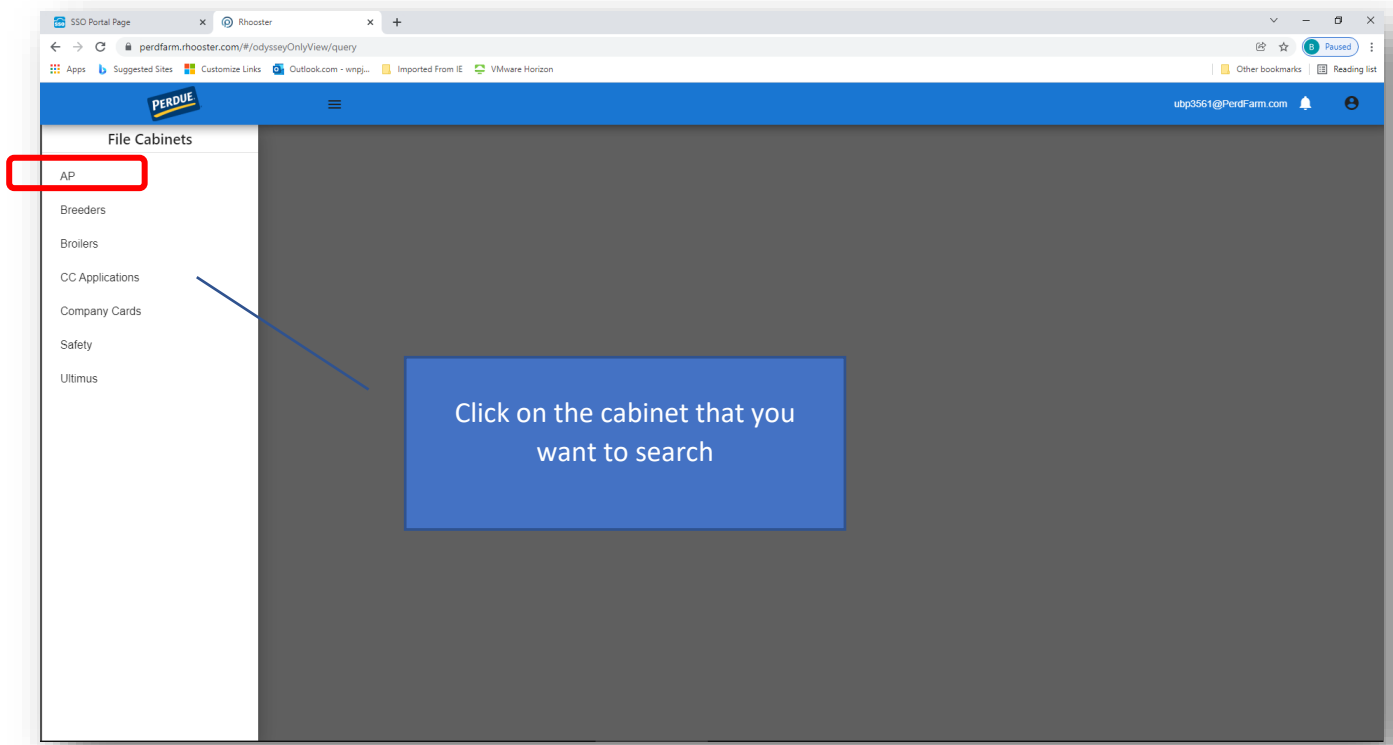 SSO Portal Page
Rhooster
perdfarm.rhooster.com/#/odysseyOnlyView/query
B Paused
Apps Suggested Sites Customize Links Outlook.com - wnpj... Imported From IE VMware Horizon Other bookmarks Reading list
PERDUE ubp3561@PerdFarm.com
File Cabinets
AP
Breeders
Broilers
CC Applications
Company Cards
Safety
Ultimus
Click on the cabinet that you
want to search